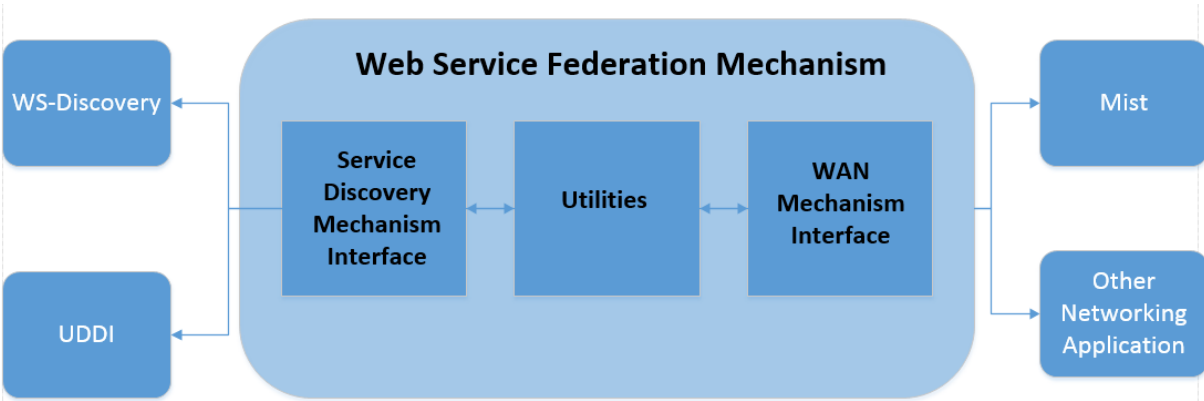 Web Service Federation Mechanism
WS-Discovery
UDDI
Service
Discovery
Mechanism
Interface
Utilities
WAN
Mechanism
Interface
Mist
Other
Networking
Application